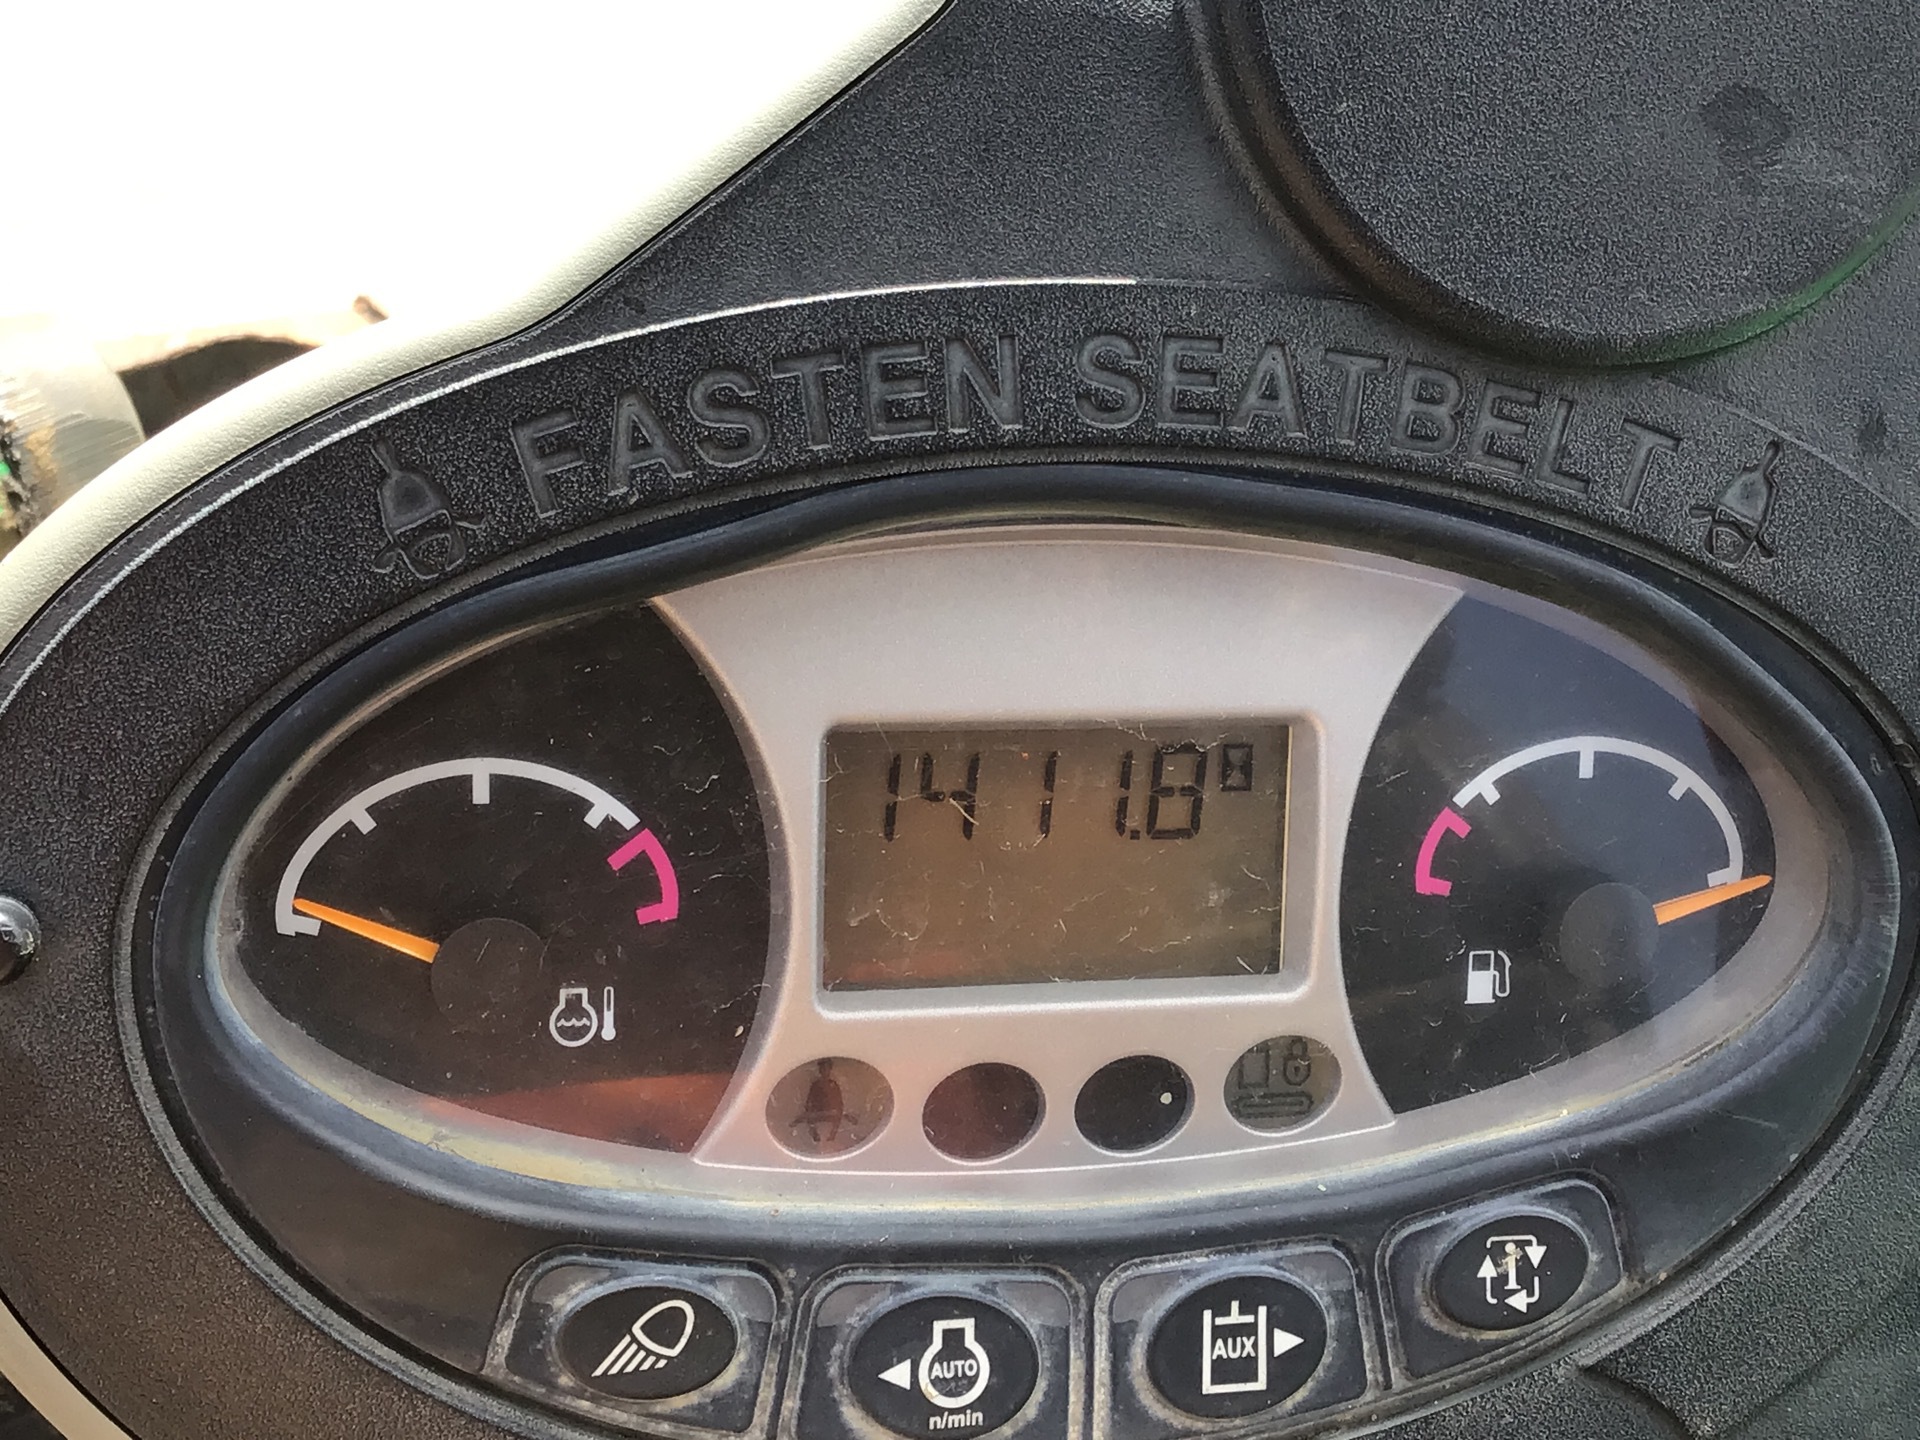 FASTEN SEATBELT
1411.8
AUTO
n/min
AUX
i